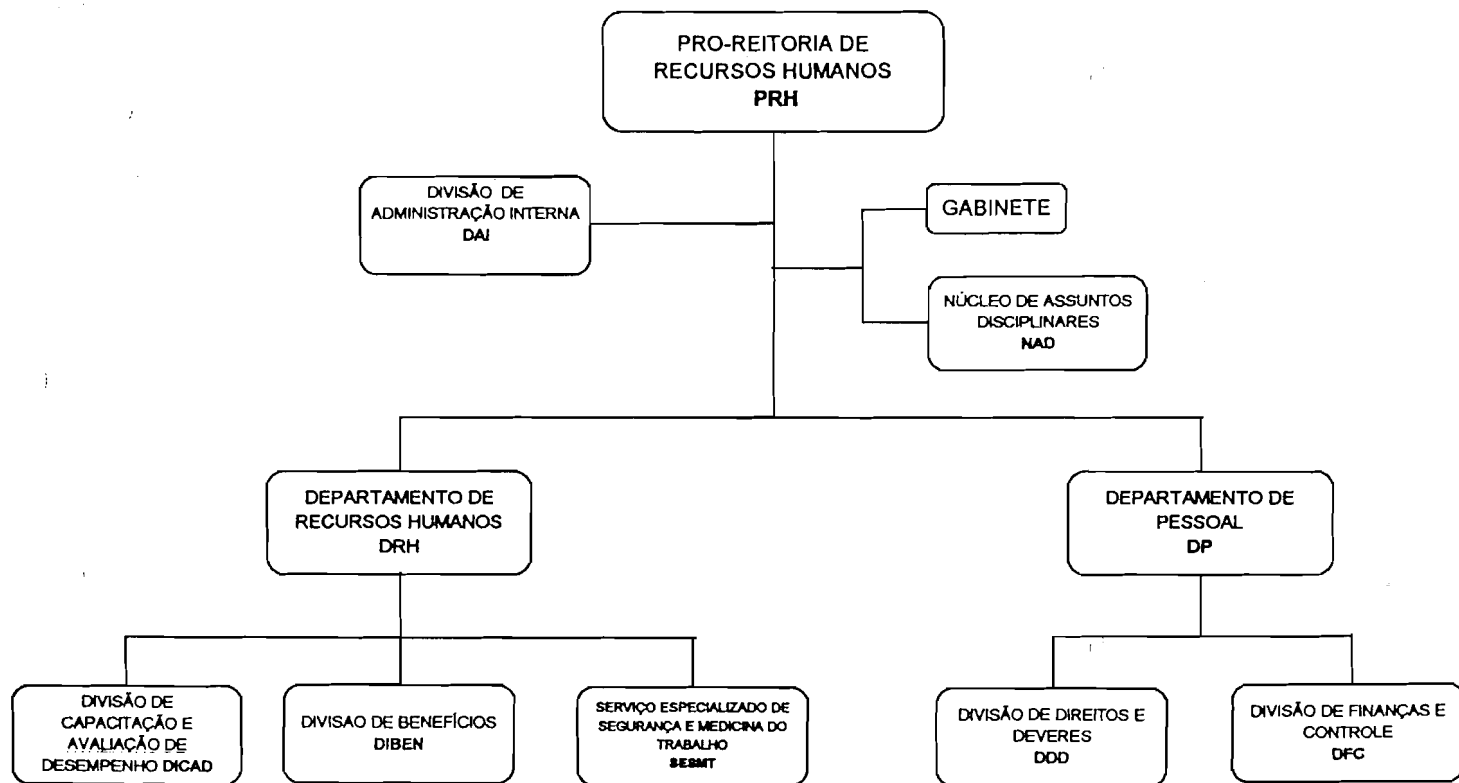 PRO-REITORIA DE
RECURSOS HUMANOS
PRH
DIVISÃO DE
ADMINISTRAÇÃO INTERNA
DAI
GABINETE
NÚCLEO DE ASSUNTOS
DISCIPLINARES
NAD
DEPARTAMENTO DE
RECURSOS HUMANOS
DRH
DEPARTAMENTO DE
PESSOAL
DP
DIVISÃO DE
CAPACITAÇÃO E
AVALIAÇÃO DE
DESEMPENHO DICAD
DIVISAO DE BENEFÍCIOS
DIBEN
SERVIÇO ESPECIALIZADO DE
SEGURANÇA E MEDICINA DO
TRABALHO
SESMT
DIVISÃO DE DIREITOS E
DEVERES
DDD
DIVISÃO DE FINANÇAS E
CONTROLE
DFC